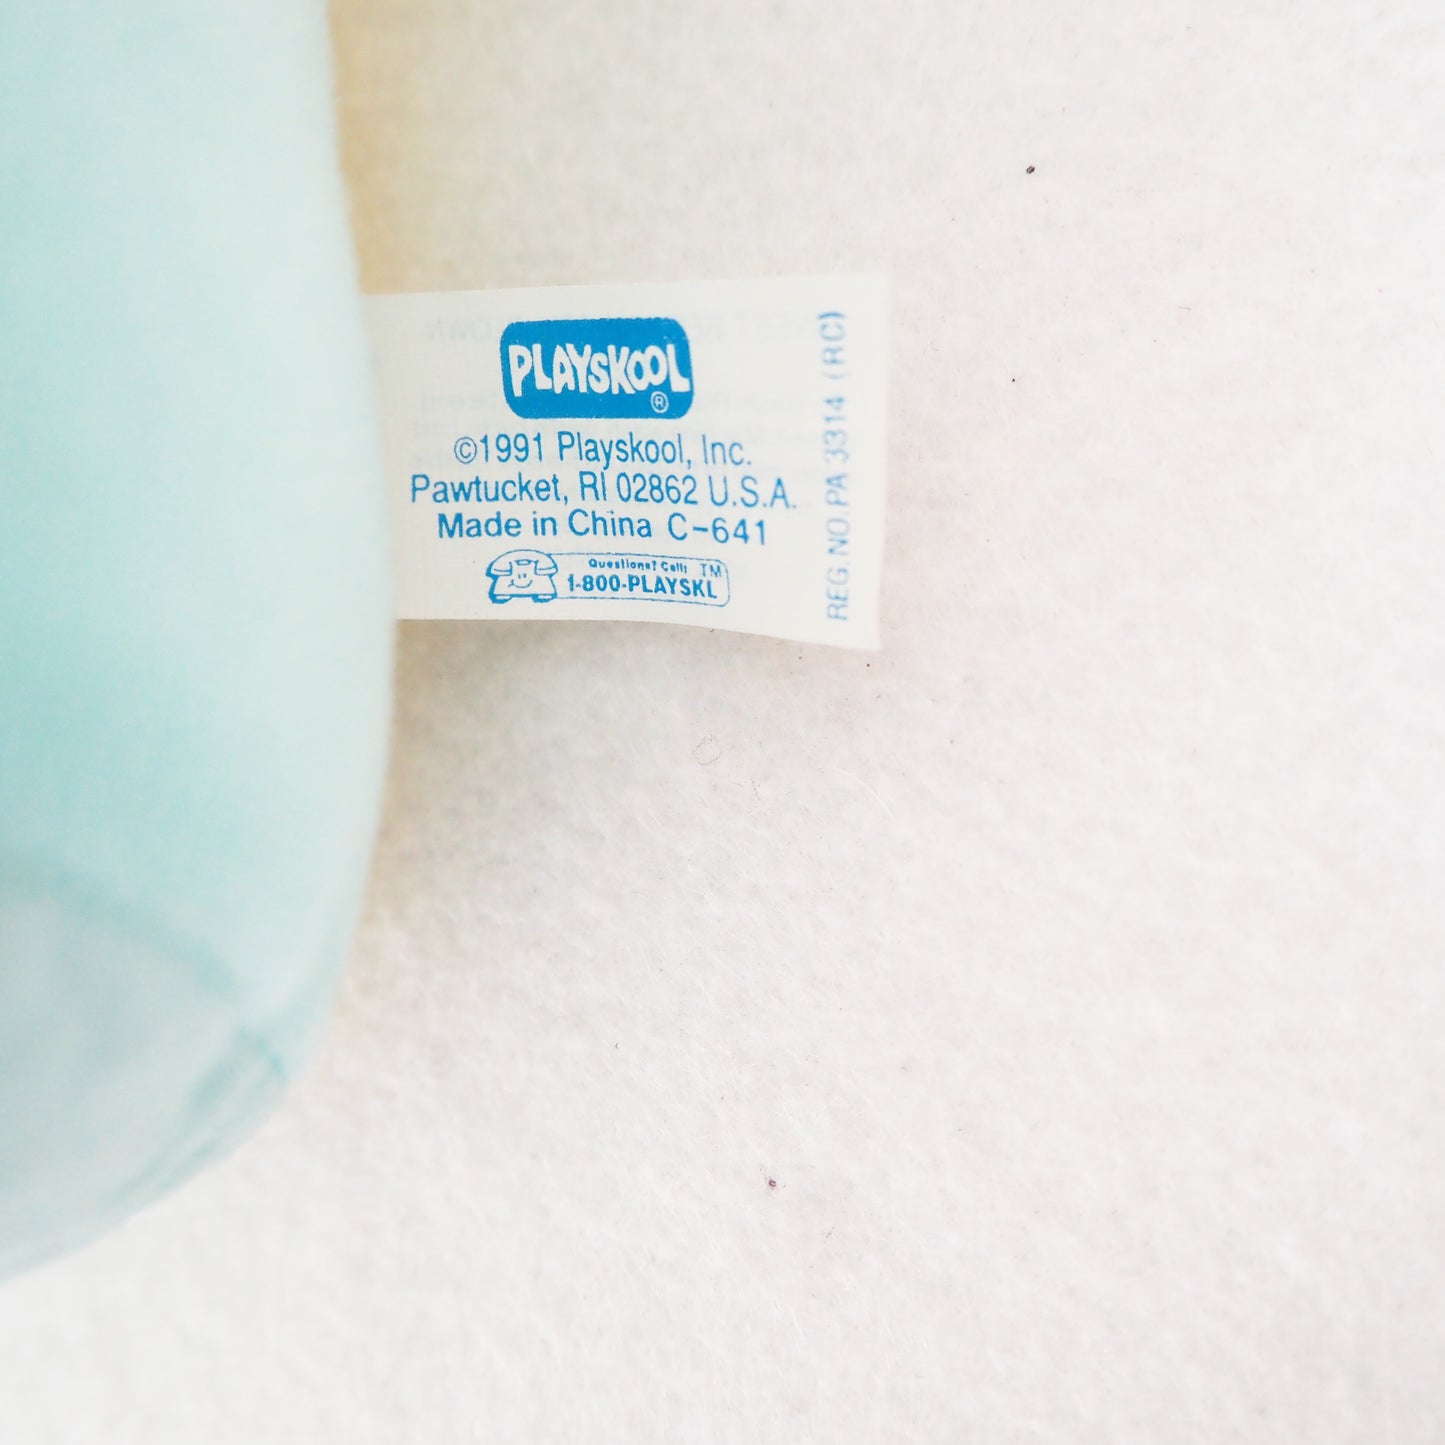 PLAYSKOOL®
©1991 Playskool, Inc.
Pawtucket, RI 02862 U.S.A.
Made in China C-641
Questions? Call: TM
1-800-PLAYSKL
REG.NO.PA 3314 (RC)